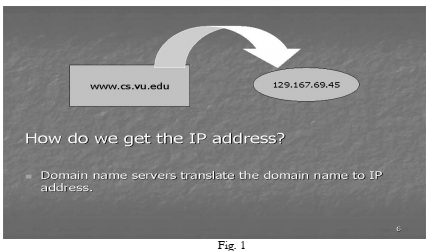 www.cs.vu.edu
129.167.69.45
How do we get the IP address?
Domain name servers translate the domain name to IP
address.
6
Fig. 1